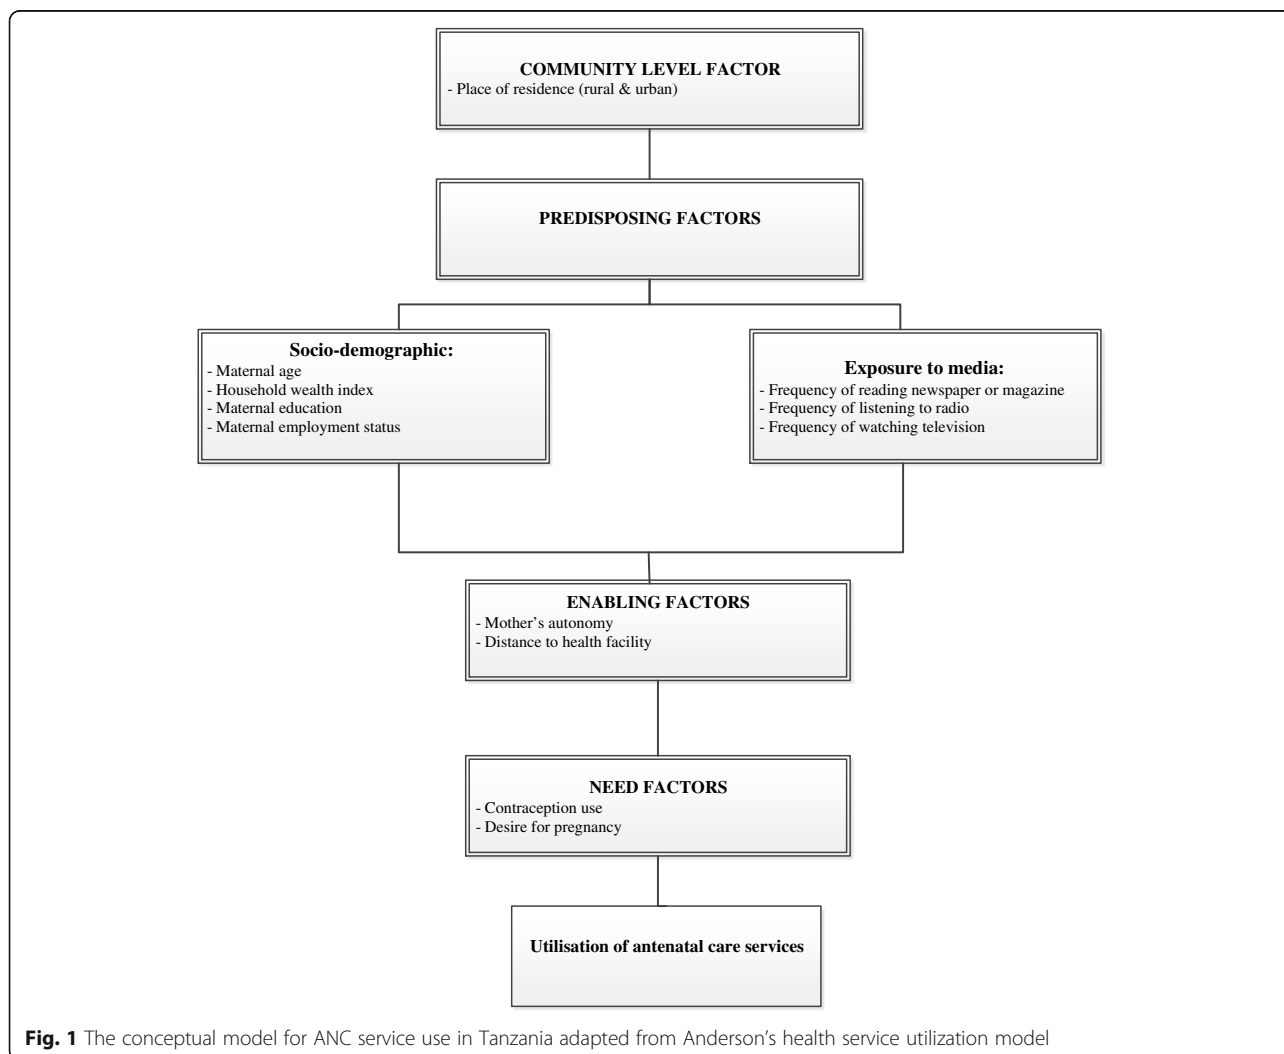 COMMUNITY LEVEL FACTOR
- Place of residence (rural & urban)
PREDISPOSING FACTORS
Socio-demographic:
- Maternal age
- Household wealth index
- Maternal education
- Maternal employment status
Exposure to media:
- Frequency of reading newspaper or magazine
- Frequency of listening to radio
- Frequency of watching television
ENABLING FACTORS
- Mother’s autonomy
- Distance to health facility
NEED FACTORS
- Contraception use
- Desire for pregnancy
Utilisation of antenatal care services
Fig. 1 The conceptual model for ANC service use in Tanzania adapted from Anderson’s health service utilization model